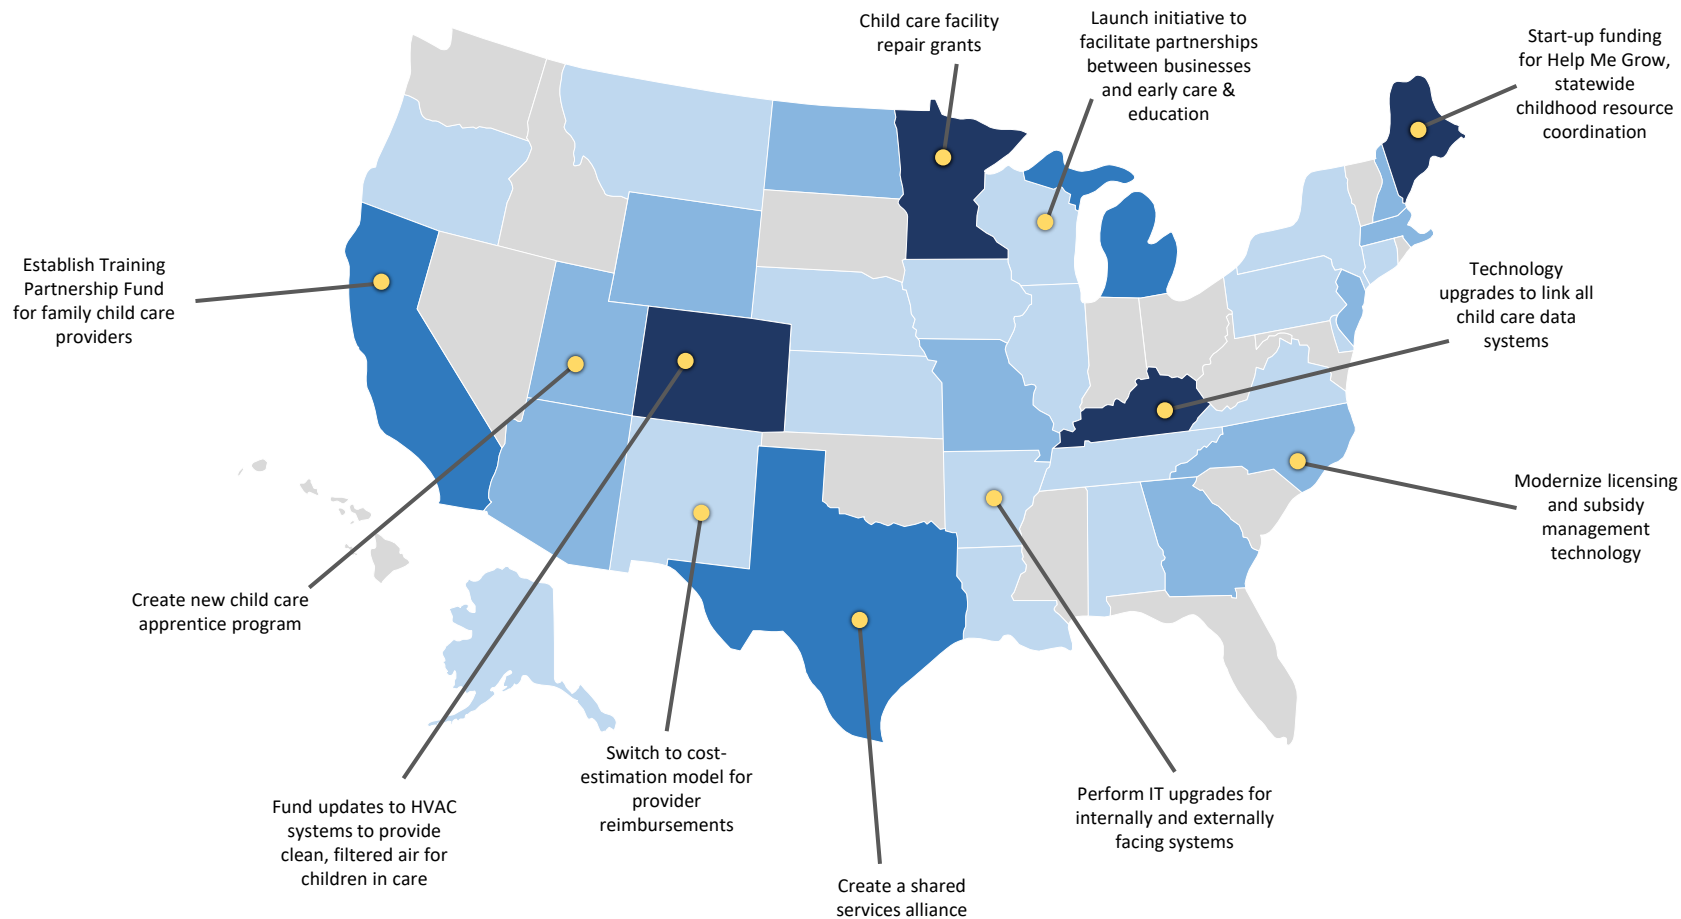 Child care facility
repair grants
Launch initiative to
facilitate partnerships
between businesses
and early care &
education
Start-up funding
for Help Me Grow,
statewide
childhood resource
coordination
Establish Training
Partnership Fund
for family child care
providers
Technology
upgrades to link all
child care data
systems
Modernize licensing
and subsidy
management
technology
Create new child care
apprentice program
Fund updates to HVAC
systems to provide
clean, filtered air for
children in care
Switch to cost-
estimation model for
provider
reimbursements
Create a shared
services alliance
Perform IT upgrades for
internally and externally
facing systems